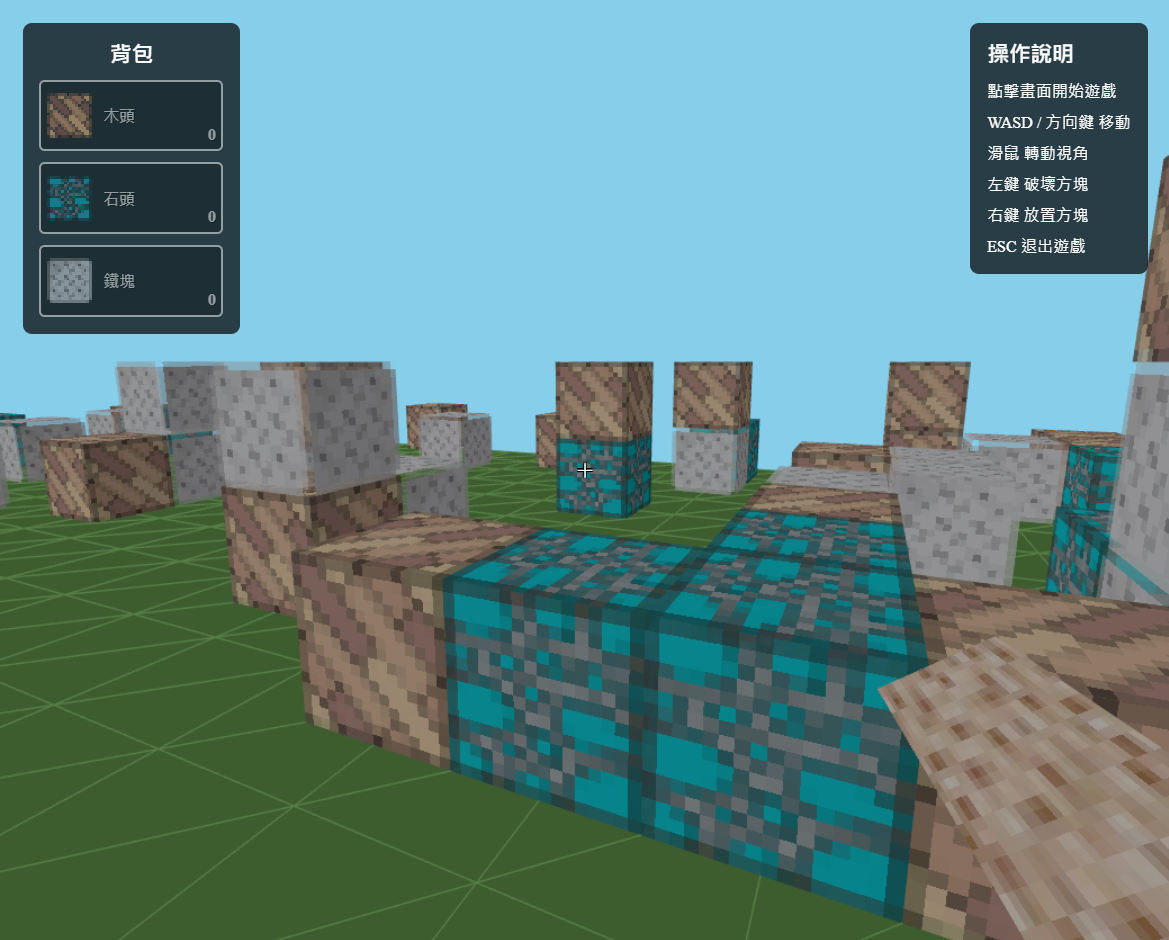 背包
木頭
0
石頭
0
鐵塊
0
操作說明
點擊畫面開始遊戲
WASD / 方向鍵 移動
滑鼠 轉動視角
左鍵 破壞方塊
右鍵 放置方塊
ESC 退出遊戲